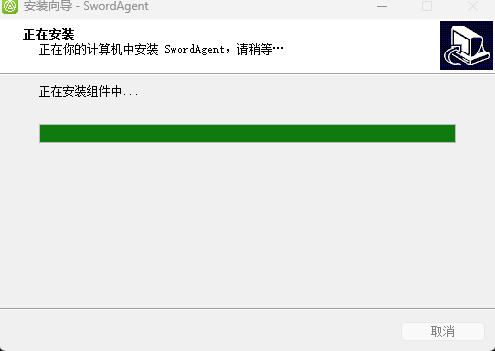 安装向导 - SwordAgent
正在安装
正在你的计算机中安装 SwordAgent，请稍等…
正在安装组件中...
取消